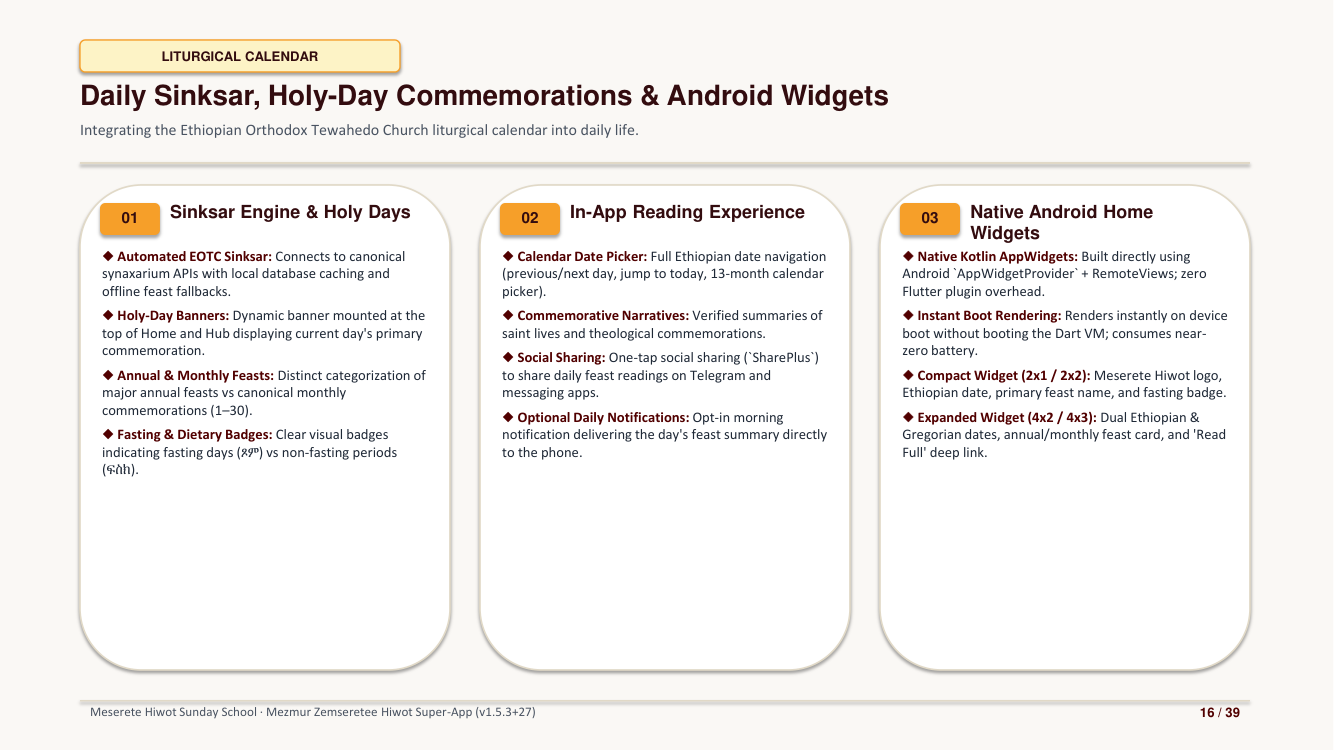 LITURGICAL CALENDAR
Daily Sinksar, Holy-Day Commemorations & Android Widgets
Integrating the Ethiopian Orthodox Tewahedo Church liturgical calendar into daily life.
01
Sinksar Engine & Holy Days
◆ Automated EOTC Sinksar: Connects to canonical
synaxarium APIs with local database caching and
offline feast fallbacks.
◆ Holy-Day Banners: Dynamic banner mounted at the
top of Home and Hub displaying current day's primary
commemoration.
◆ Annual & Monthly Feasts: Distinct categorization of
major annual feasts vs canonical monthly
commemorations (1–30).
◆ Fasting & Dietary Badges: Clear visual badges
indicating fasting days (ጾም) vs non-fasting periods
(ፍስክ).
02
In-App Reading Experience
◆ Calendar Date Picker: Full Ethiopian date navigation
(previous/next day, jump to today, 13-month calendar
picker).
◆ Commemorative Narratives: Verified summaries of
saint lives and theological commemorations.
◆ Social Sharing: One-tap social sharing (`SharePlus`)
to share daily feast readings on Telegram and
messaging apps.
◆ Optional Daily Notifications: Opt-in morning
notification delivering the day's feast summary directly
to the phone.
03
Native Android Home
Widgets
◆ Native Kotlin AppWidgets: Built directly using
Android `AppWidgetProvider` + RemoteViews; zero
Flutter plugin overhead.
◆ Instant Boot Rendering: Renders instantly on device
boot without booting the Dart VM; consumes near-
zero battery.
◆ Compact Widget (2x1 / 2x2): Meserete Hiwot logo,
Ethiopian date, primary feast name, and fasting badge.
◆ Expanded Widget (4x2 / 4x3): Dual Ethiopian &
Gregorian dates, annual/monthly feast card, and 'Read
Full' deep link.
Meserete Hiwot Sunday School · Mezmur Zemseretee Hiwot Super-App (v1.5.3+27)
16 / 39